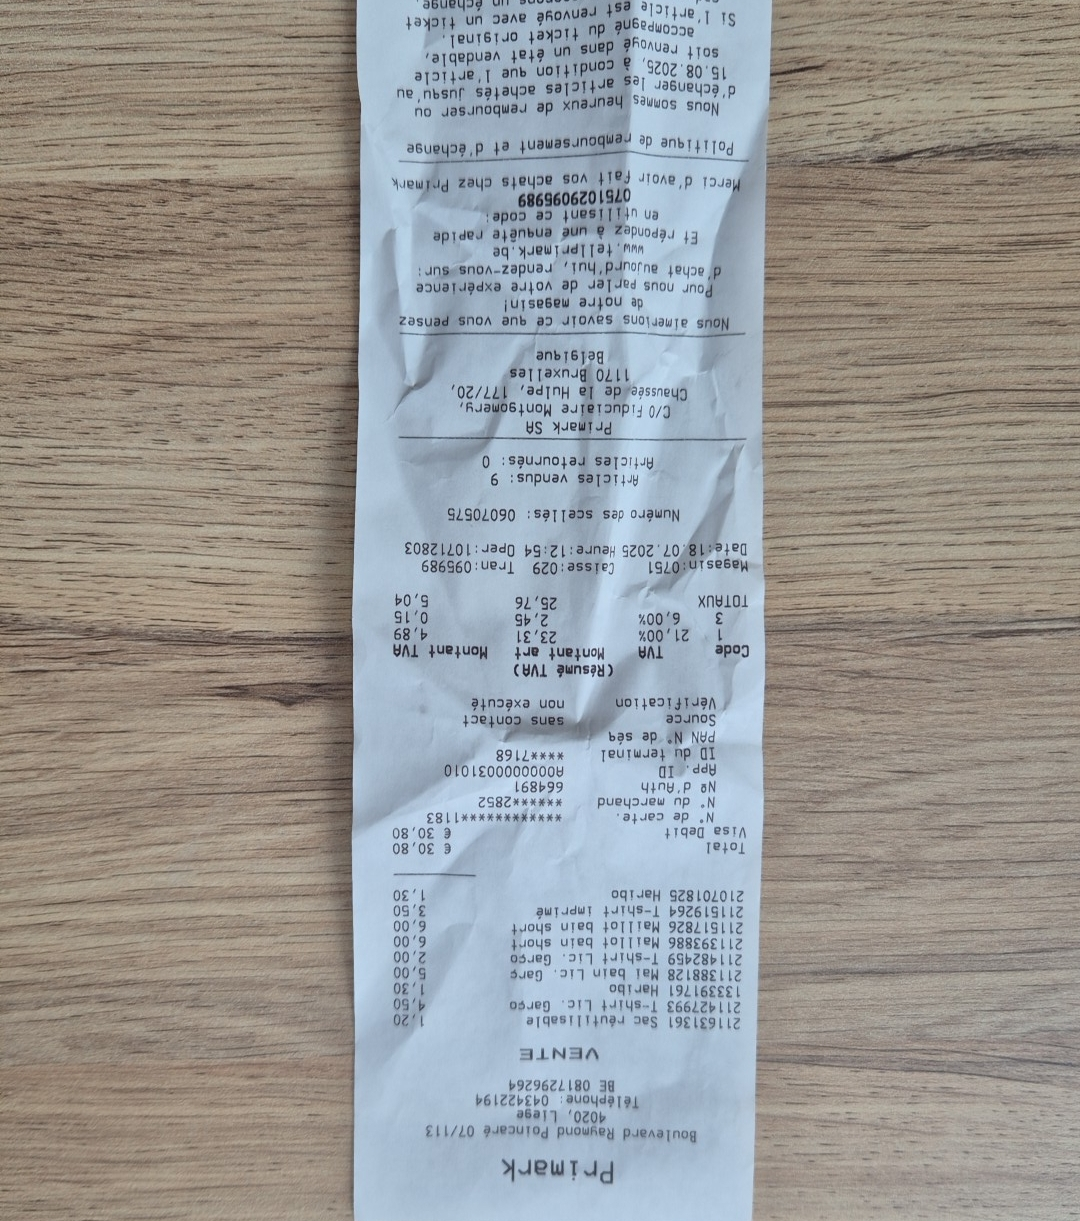 Primark
Boulevard Raymond Poincaré 07/113
4020, Liege
Téléphone: 043422194
BE 0817296264
VENTE
211631361 Sac réutilisable 1,20
211427993 T-shirt Lic. Garço 4,50
133391761 Haribo 1,30
211388128 Mai bain Lic. Garç 5,00
211482459 T-shirt Lic. Garço 2,00
211393886 Maillot bain short 6,00
211517826 Maillot bain short 6,00
211519264 T-shirt imprimé 3,50
210701825 Haribo 1,30
Total € 30,80
Visa Debit € 30,80
N° de carte. ************1183
N° du marchand ******2852
Nº d'Auth 664891
App. ID A0000000031010
ID du terminal ****7168
PAN N° de séq
Source sans contact
Vérification non exécuté
(Résumé TVA)
Code TVA Montant art Montant TVA
1 21,00% 23,31 4,89
3 6,00% 2,45 0,15
TOTAUX 25,76 5,04
Magasin:0751 Caisse:029 Tran:095989
Date:18.07.2025 Heure:12:54 Oper:10712803
Numéro des scellés: 06070575
Articles vendus: 9
Articles retournés: 0
Primark SA
C/O Fiduciaire Montgomery,
Chaussée de la Hulpe, 177/20,
1170 Bruxelles
Belgique
Nous aimerions savoir ce que vous pensez
de notre magasin!
Pour nous parler de votre expérience
d'achat aujourd'hui, rendez-vous sur:
www.tellprimark.be
Et répondez à une enquête rapide
en utilisant ce code:
0751029095989
Merci d'avoir Fait vos achats chez Primark
Politique de remboursement et d'échange
Nous sommes heureux de rembourser ou
d'échanger les articles achetés jusqu'au
15.08.2025, à condition que l'article
soit renvoyé dans un état vendable,
accompagné du ticket original.
Si l'article est renvoyé avec un ticket
un échange.